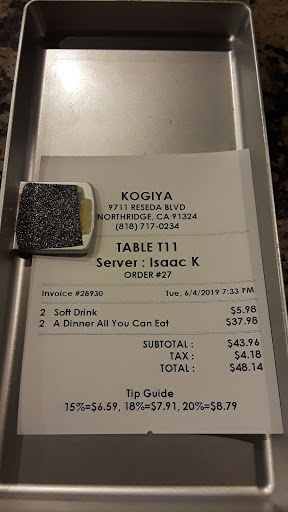 KOGIYA
9711 RESEDA BLVD
NORTHRIDGE, CA 91324
(818) 717-0234
TABLE T11
Server : Isaac K
ORDER #27
Invoice #28930 Tue, 6/4/2019 7:33 PM
2 Soft Drink $5.98
2 A Dinner All You Can Eat $37.98
SUBTOTAL : $43.96
TAX : $4.18
TOTAL : $48.14
Tip Guide
15%=$6.59, 18%=$7.91, 20%=$8.79